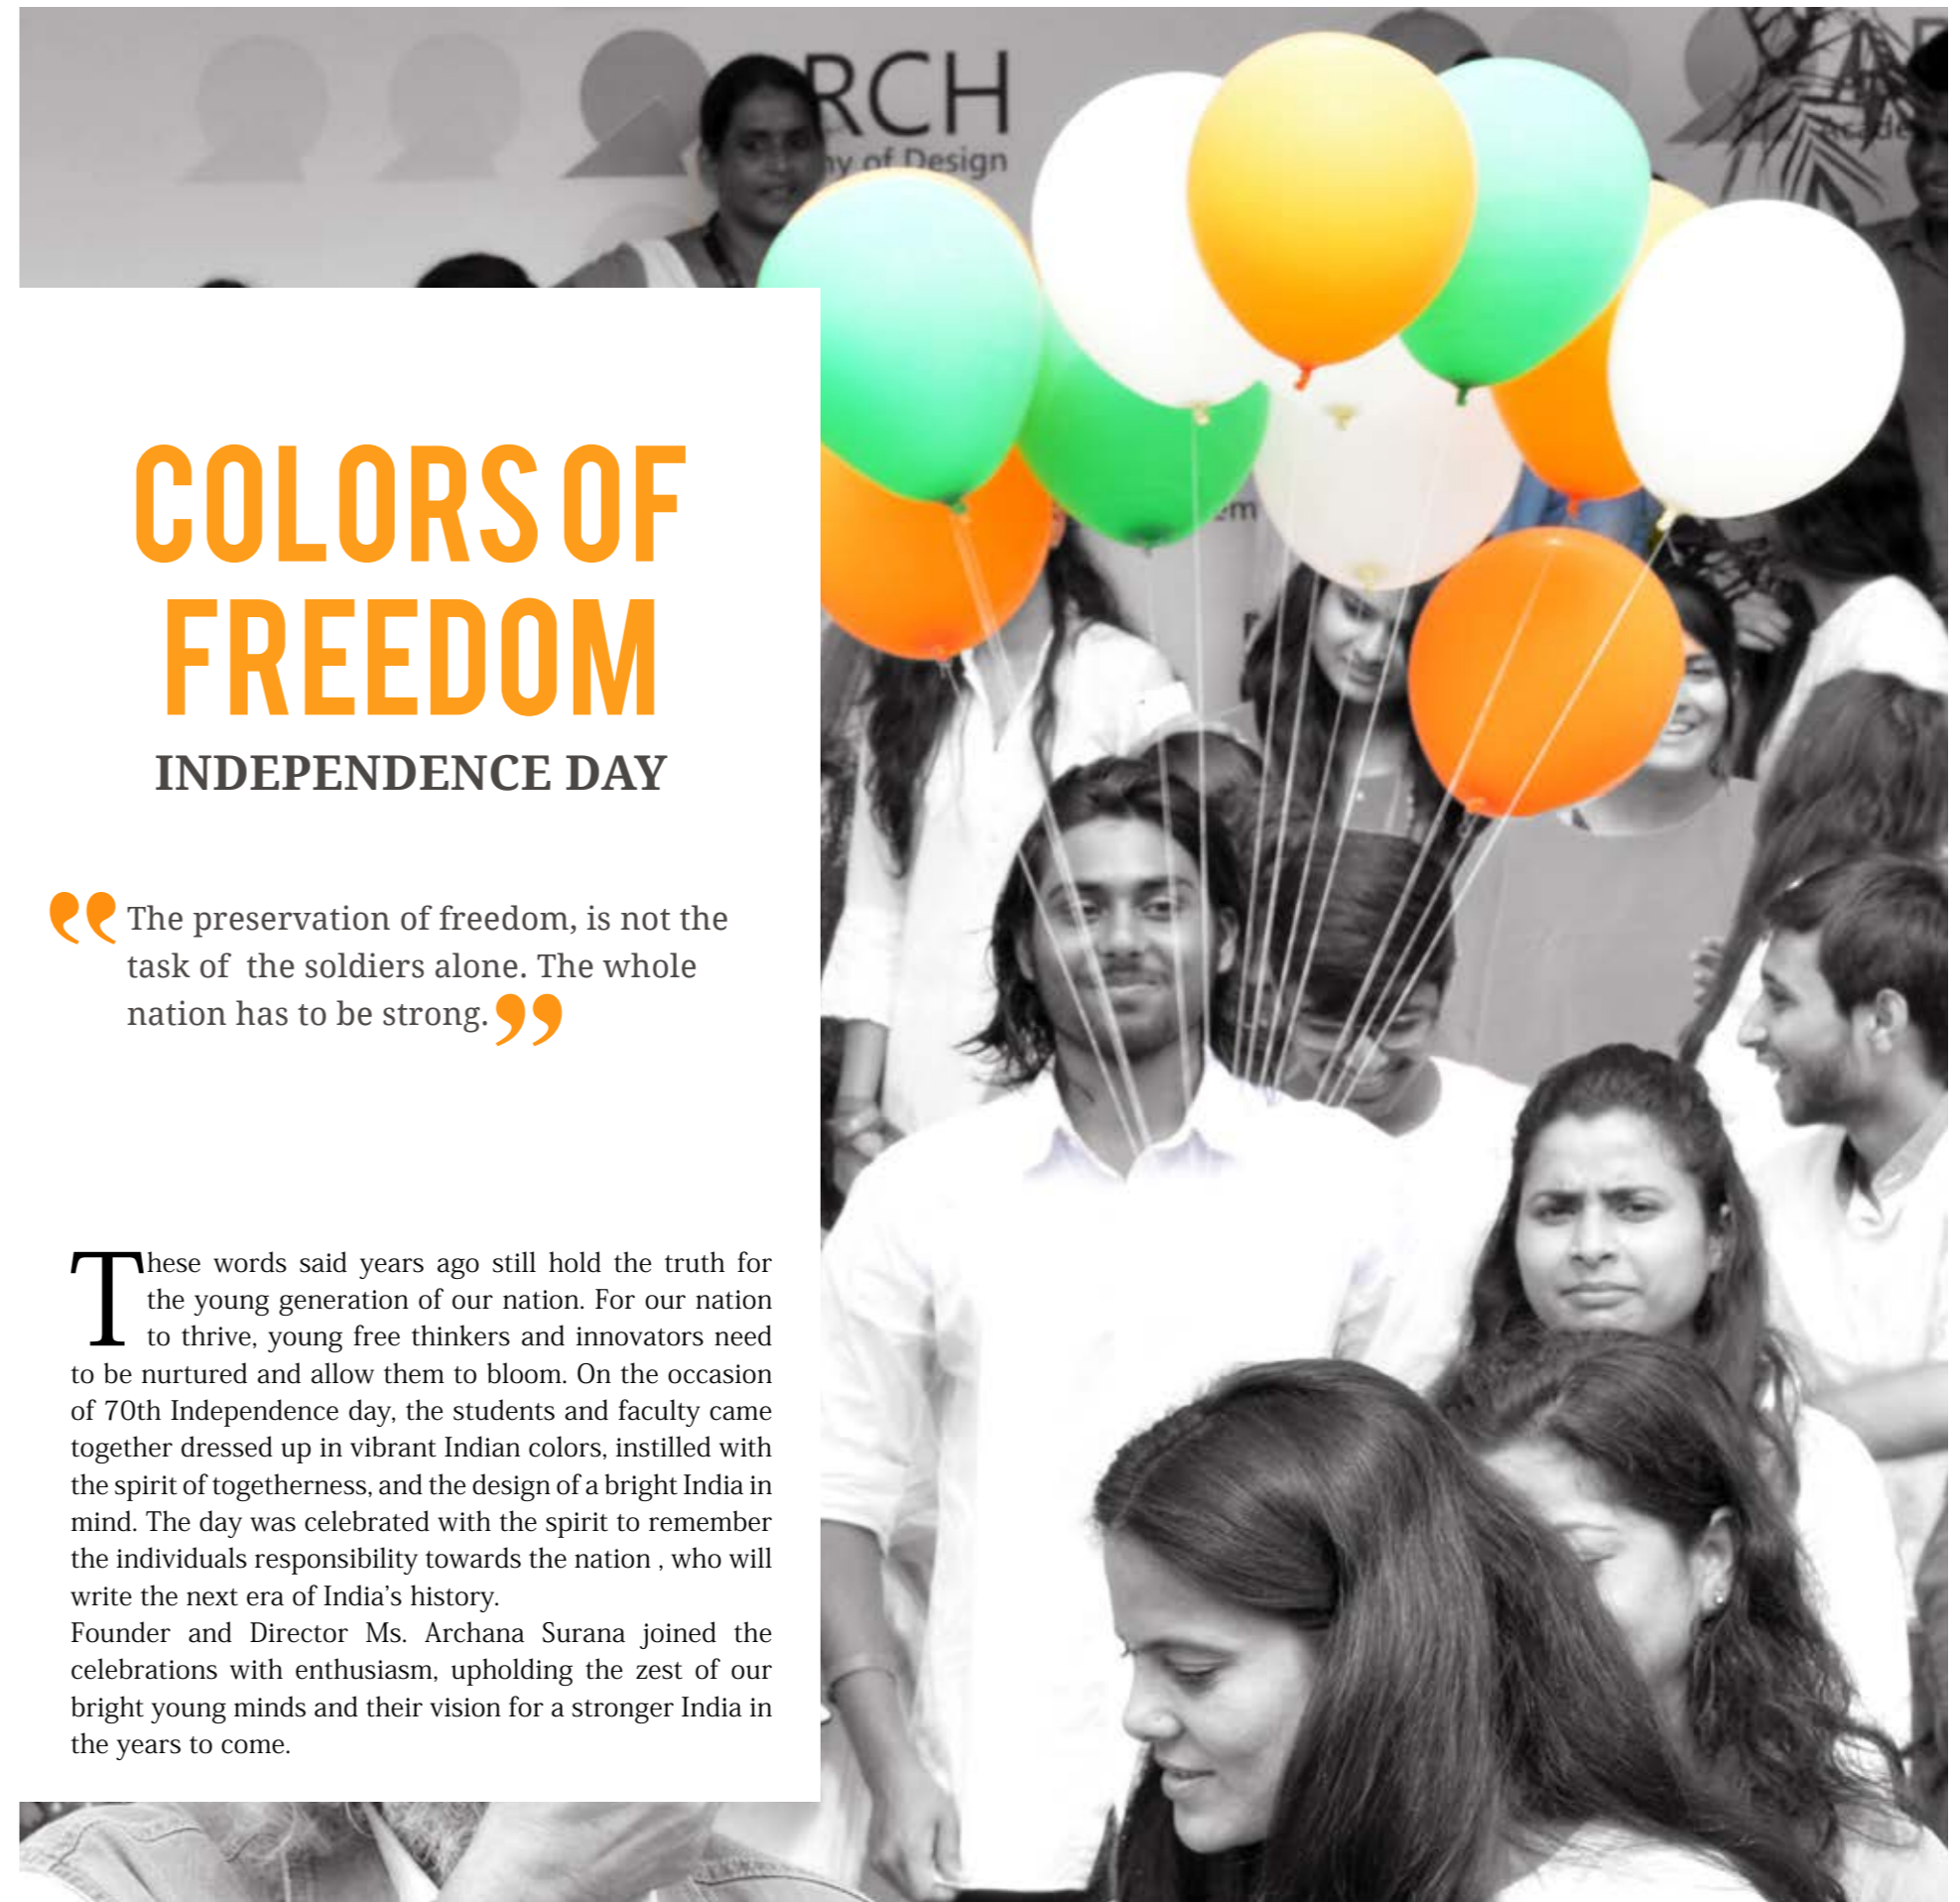 RCH
ny of Design
Acade
em
COLORS OF
FREEDOM
INDEPENDENCE DAY
❜❜The preservation of freedom, is not the
task of the soldiers alone. The whole
nation has to be strong.❜❜
These words said years ago still hold the truth for
the young generation of our nation. For our nation
to thrive, young free thinkers and innovators need
to be nurtured and allow them to bloom. On the occasion
of 70th Independence day, the students and faculty came
together dressed up in vibrant Indian colors, instilled with
the spirit of togetherness, and the design of a bright India in
mind. The day was celebrated with the spirit to remember
the individuals responsibility towards the nation , who will
write the next era of India’s history.
Founder and Director Ms. Archana Surana joined the
celebrations with enthusiasm, upholding the zest of our
bright young minds and their vision for a stronger India in
the years to come.